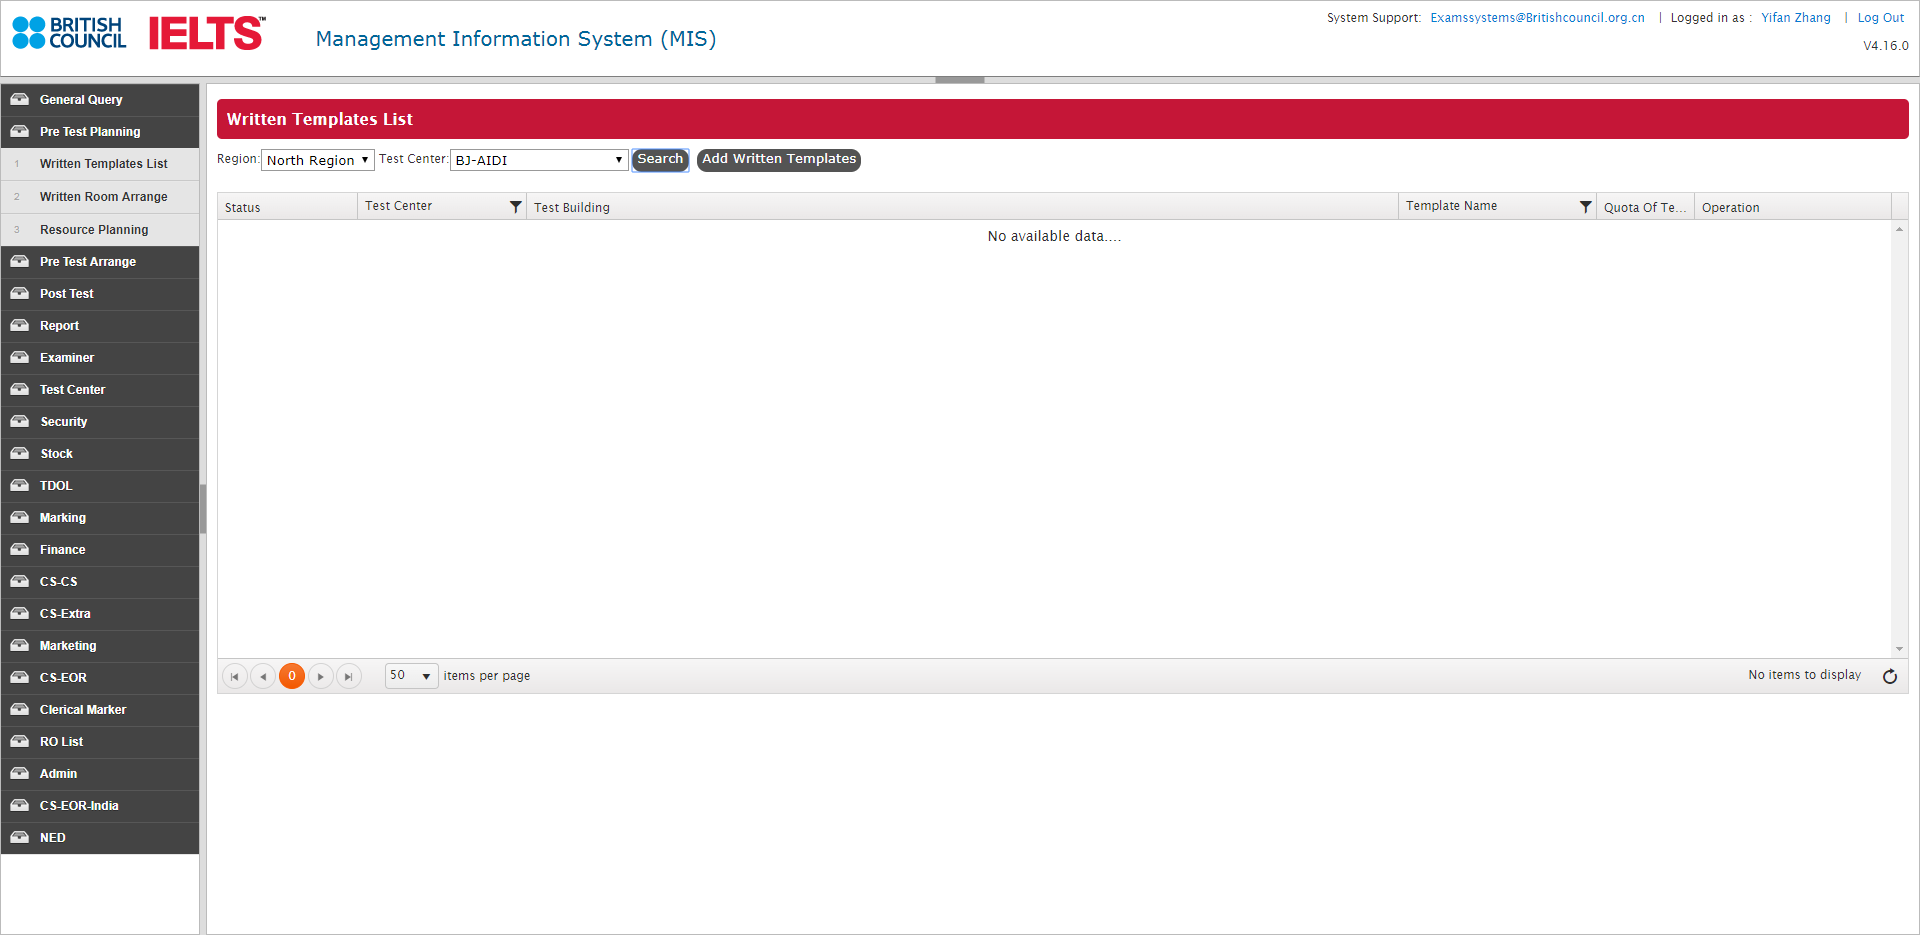 BRITISH COUNCIL
IELTS™
Management Information System (MIS)
System Support: Examssystems@Britishcouncil.org.cn | Logged in as : Yifan Zhang | Log Out
V4.16.0
General Query
Pre Test Planning
1 Written Templates List
2 Written Room Arrange
3 Resource Planning
Pre Test Arrange
Post Test
Report
Examiner
Test Center
Security
Stock
TDOL
Marking
Finance
CS-CS
CS-Extra
Marketing
CS-EOR
Clerical Marker
RO List
Admin
CS-EOR-India
NED
Written Templates List
Region: North Region Test Center: BJ-AIDI Search Add Written Templates
Status Test Center Test Building Template Name Quota Of Te... Operation
No available data....
0 50 items per page No items to display